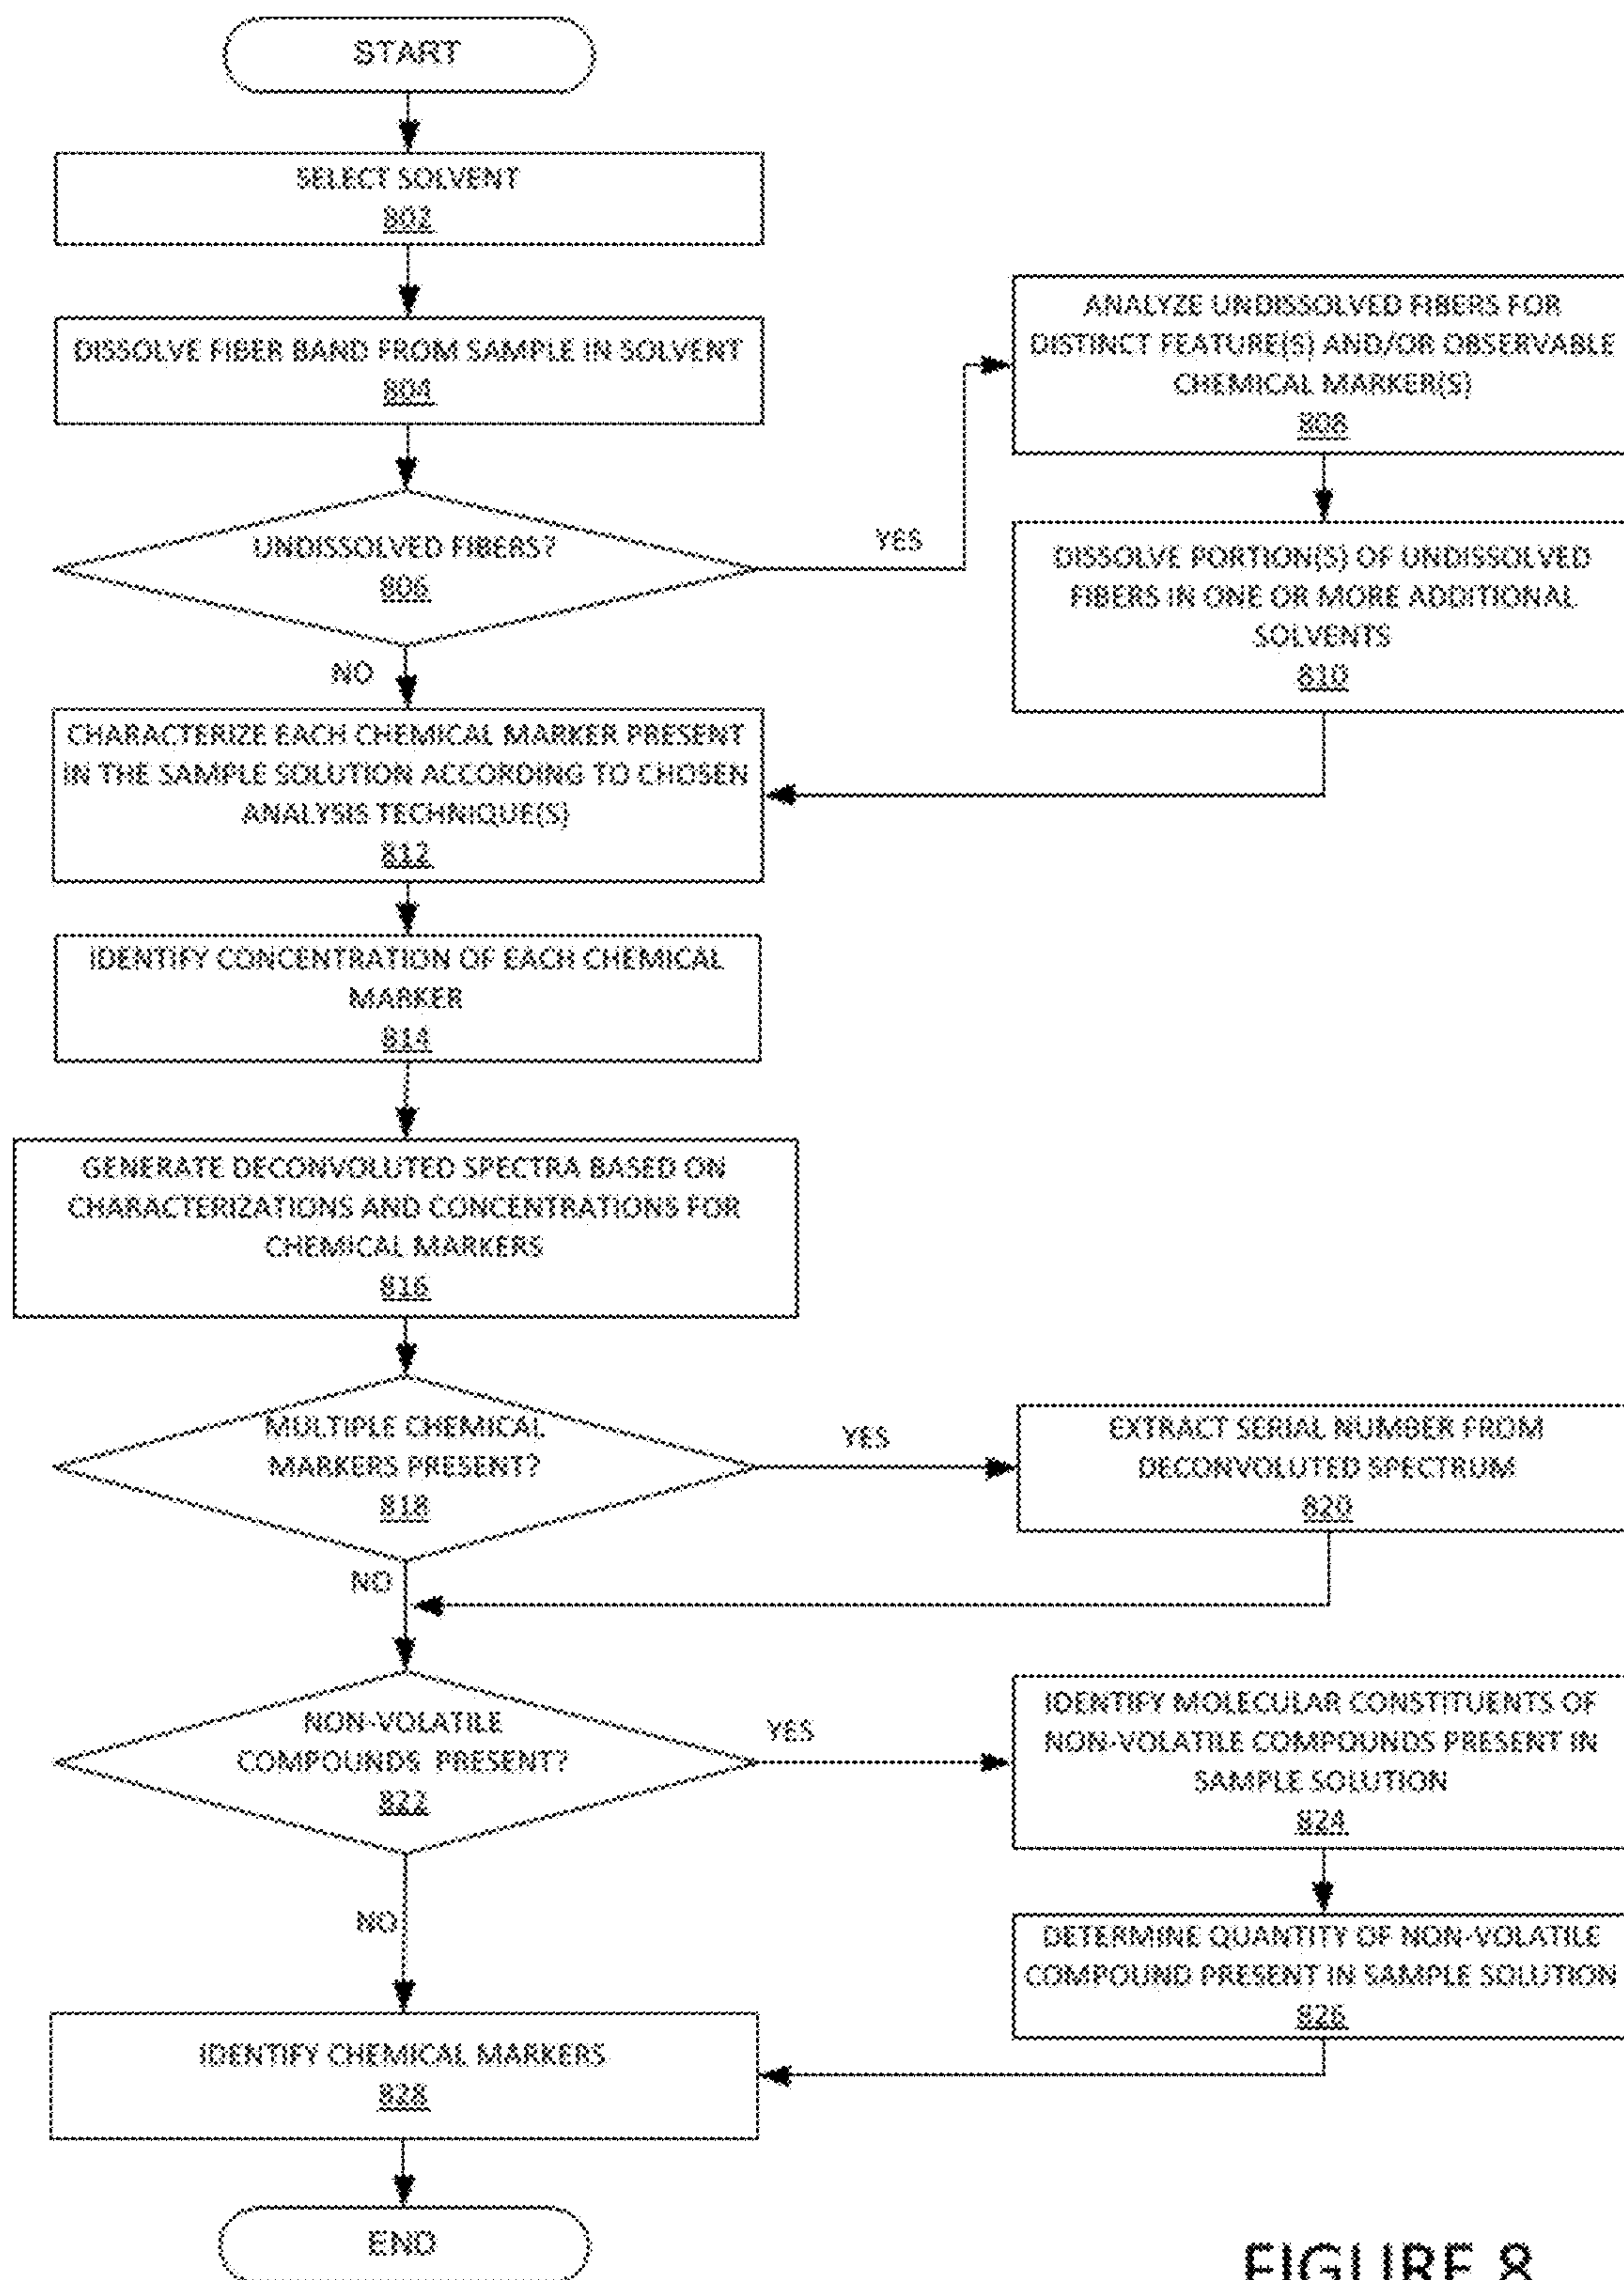 START
SELECT SOLVENT
802
DISSOLVE FIBER BAND FROM SAMPLE IN SOLVENT
804
UNDISSOLVED FIBERS?
806
YES
NO
ANALYZE UNDISSOLVED FIBERS FOR
DISTINCT FEATURE(S) AND/OR OBSERVABLE
CHEMICAL MARKER(S)
808
DISSOLVE PORTION(S) OF UNDISSOLVED
FIBERS IN ONE OR MORE ADDITIONAL
SOLVENTS
810
CHARACTERIZE EACH CHEMICAL MARKER PRESENT
IN THE SAMPLE SOLUTION ACCORDING TO CHOSEN
ANALYSIS TECHNIQUE(S)
812
IDENTIFY CONCENTRATION OF EACH CHEMICAL
MARKER
814
GENERATE DECONVOLUTED SPECTRA BASED ON
CHARACTERIZATIONS AND CONCENTRATIONS FOR
CHEMICAL MARKERS
816
MULTIPLE CHEMICAL
MARKERS PRESENT?
818
YES
NO
EXTRACT SERIAL NUMBER FROM
DECONVOLUTED SPECTRUM
820
NON-VOLATILE
COMPOUNDS PRESENT?
822
YES
NO
IDENTIFY MOLECULAR CONSTITUENTS OF
NON-VOLATILE COMPOUNDS PRESENT IN
SAMPLE SOLUTION
824
DETERMINE QUANTITY OF NON-VOLATILE
COMPOUND PRESENT IN SAMPLE SOLUTION
826
IDENTIFY CHEMICAL MARKERS
828
END
FIGURE 8